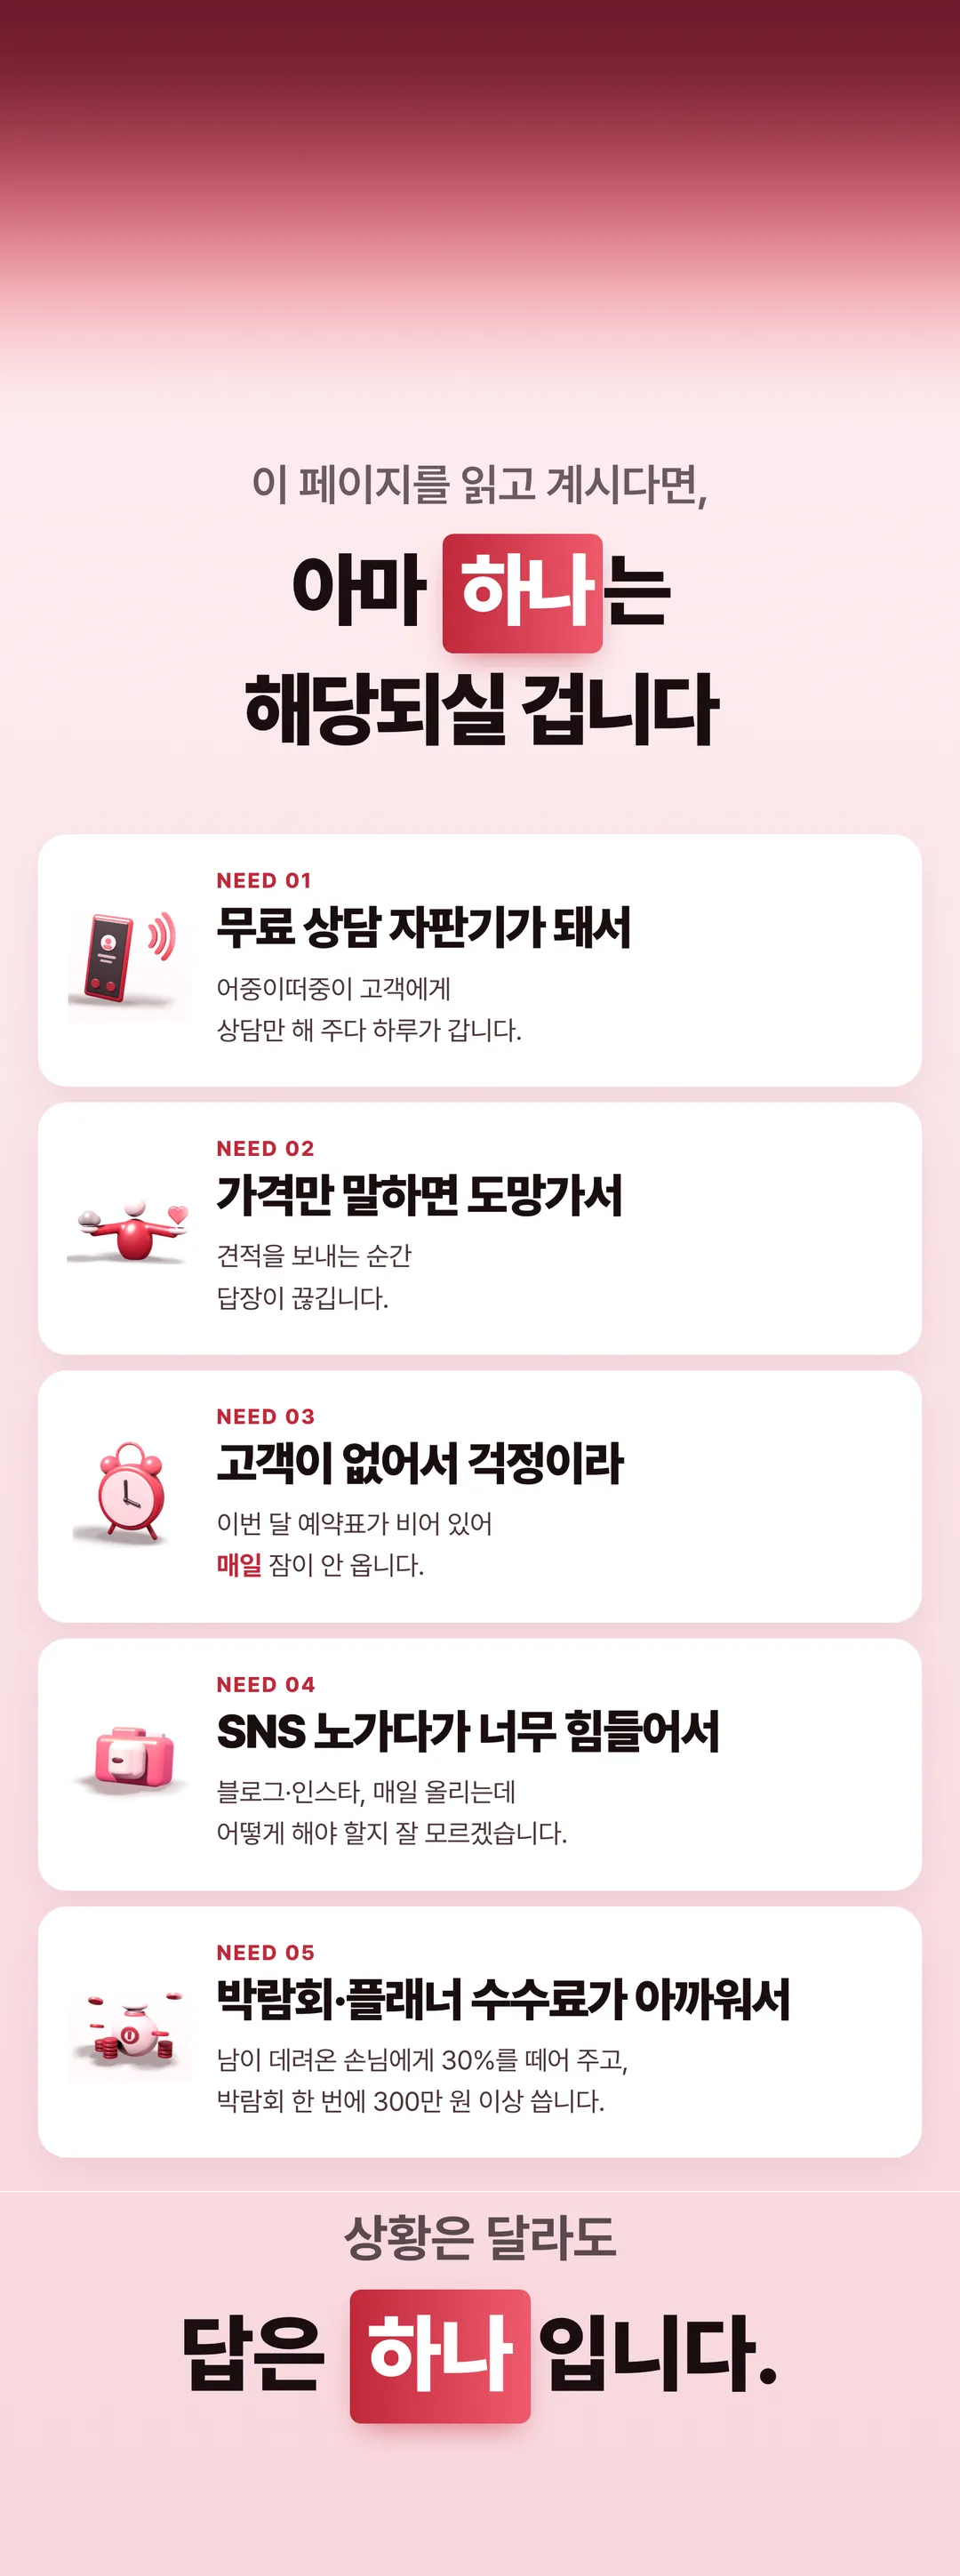 이 페이지를 읽고 계시다면,
아마 하나는
해당되실 겁니다
NEED 01
무료 상담 자판기가 돼서
어중이떠중이 고객에게
상담만 해 주다 하루가 갑니다.
NEED 02
가격만 말하면 도망가서
견적을 보내는 순간
답장이 끊깁니다.
NEED 03
고객이 없어서 걱정이라
이번 달 예약표가 비어 있어
매일 잠이 안 옵니다.
NEED 04
SNS 노가다가 너무 힘들어서
블로그·인스타, 매일 올리는데
어떻게 해야 할지 잘 모르겠습니다.
NEED 05
박람회·플래너 수수료가 아까워서
남이 데려온 손님에게 30%를 떼어 주고,
박람회 한 번에 300만 원 이상 씁니다.
상황은 달라도
답은 하나 입니다.